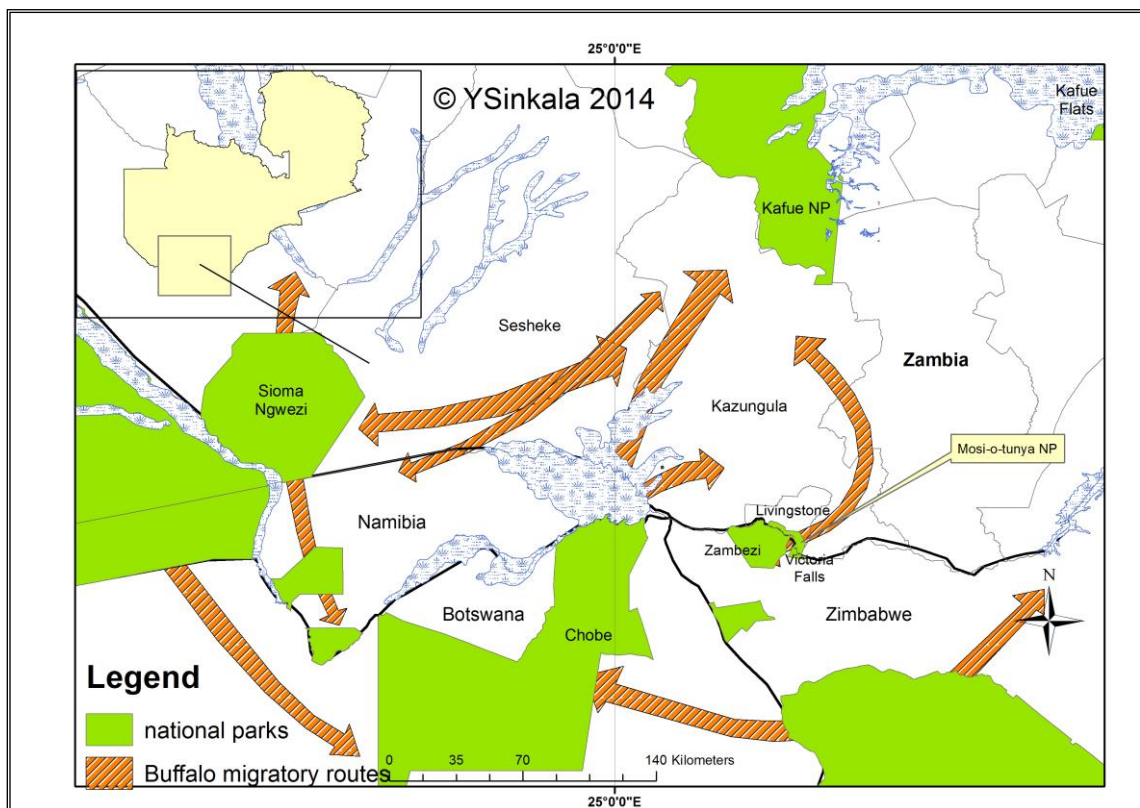 25°0'0"E
© YSinkala 2014
Kafue
Flats
Kafue NP
Sesheke
Zambia
Sioma
Ngwezi
Kazungula
Mosi-o-tunya NP
Livingstone
Namibia
Zambezi
Victoria
Falls
N
Botswana
Zimbabwe
Chobe
Legend
national parks
Buffalo migratory routes
0 35 70 140 Kilometers
25°0'0"E